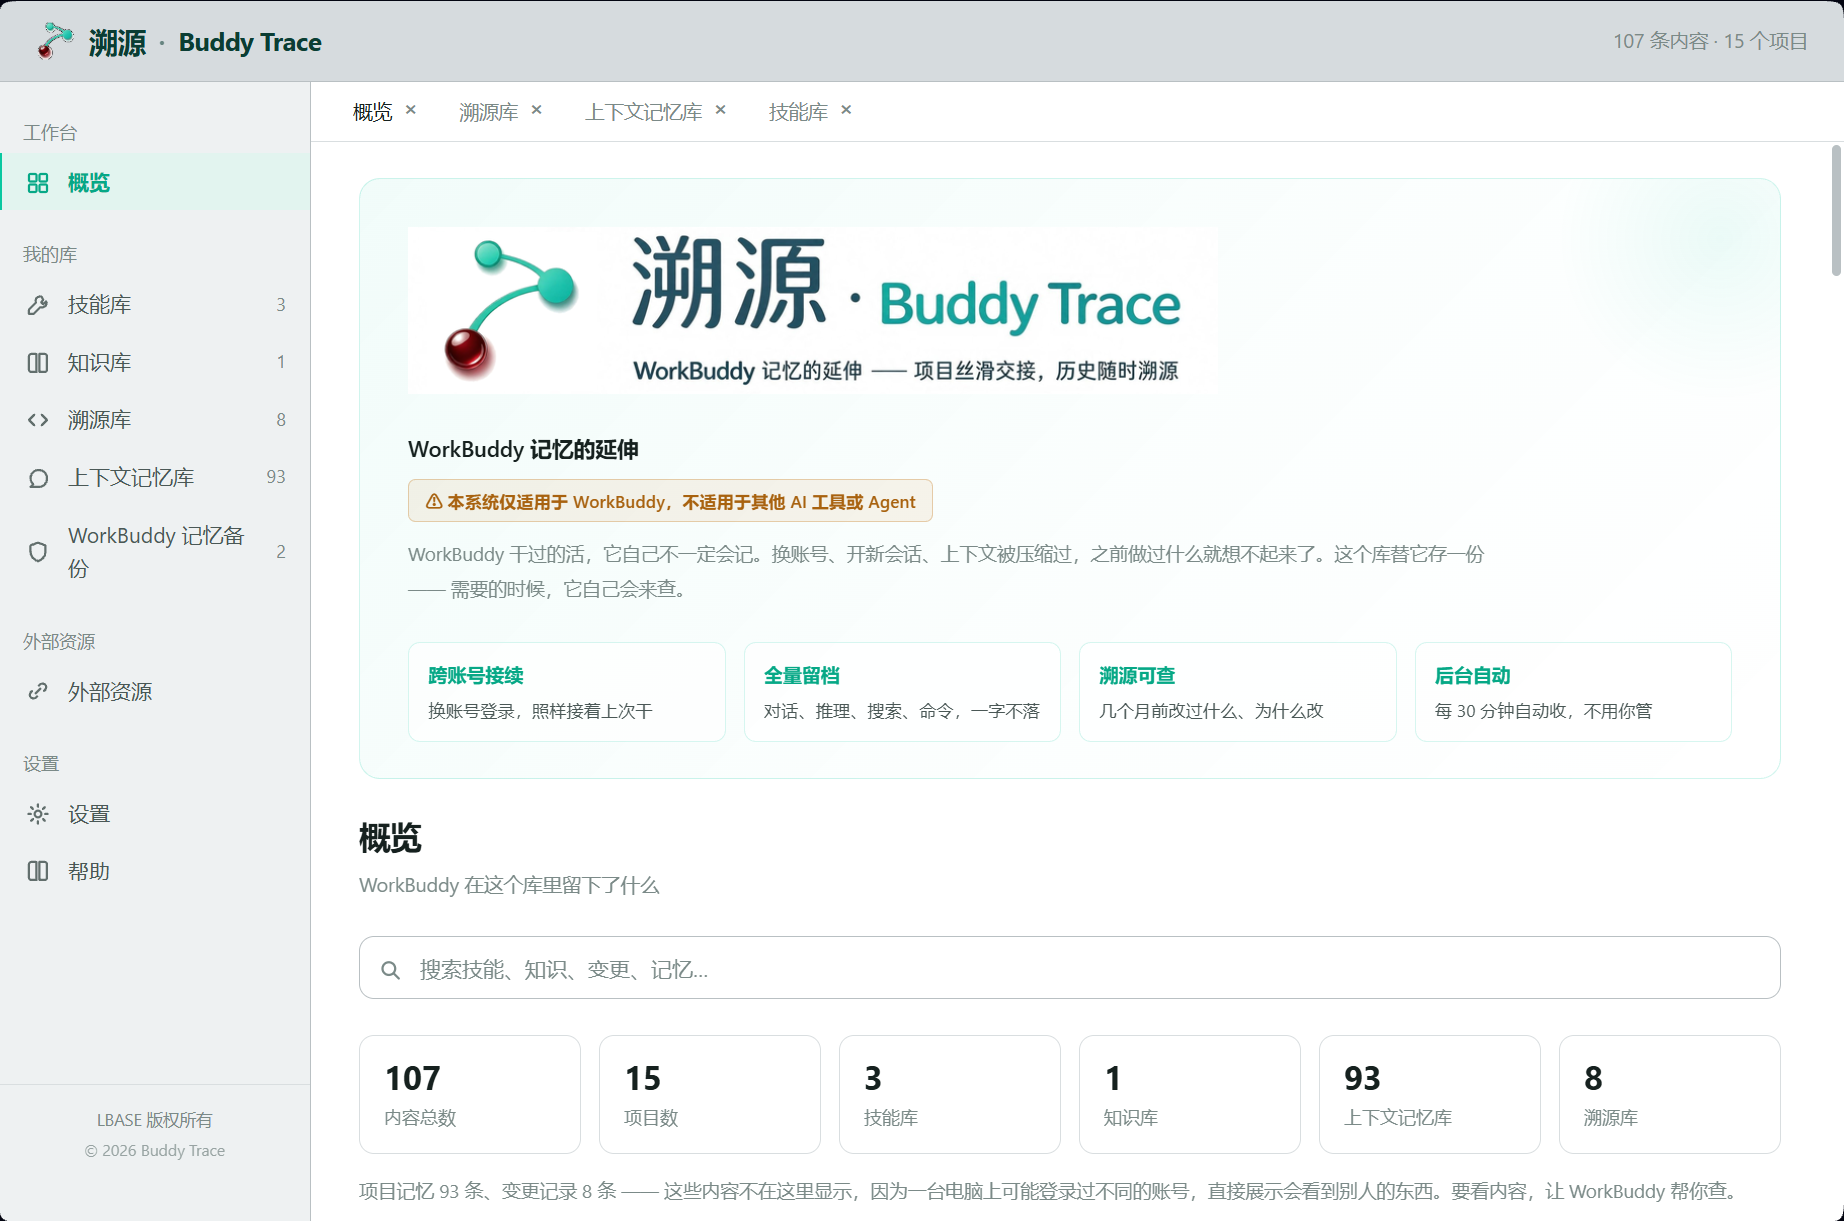 溯源 · Buddy Trace
107 条内容 · 15 个项目
工作台
概览
我的库
技能库 3
知识库 1
溯源库 8
上下文记忆库 93
WorkBuddy 记忆备
份 2
外部资源
外部资源
设置
设置
帮助
LBASE 版权所有
© 2026 Buddy Trace
概览 × 溯源库 × 上下文记忆库 × 技能库 ×
溯源 · Buddy Trace
WorkBuddy 记忆的延伸 —— 项目丝滑交接，历史随时溯源
WorkBuddy 记忆的延伸
本系统仅适用于 WorkBuddy，不适用于其他 AI 工具或 Agent
WorkBuddy 干过的活，它自己不一定会记。换账号、开新会话、上下文被压缩过，之前做过什么就想不起来了。这个库替它存一份
—— 需要的时候，它自己会来查。
跨账号接续
换账号登录，照样接着上次干
全量留档
对话、推理、搜索、命令，一字不落
溯源可查
几个月前改过什么、为什么改
后台自动
每 30 分钟自动收，不用你管
概览
WorkBuddy 在这个库里留下了什么
搜索技能、知识、变更、记忆...
107
内容总数
15
项目数
3
技能库
1
知识库
93
上下文记忆库
8
溯源库
项目记忆 93 条、变更记录 8 条 —— 这些内容不在这里显示，因为一台电脑上可能登录过不同的账号，直接展示会看到别人的东西。要看内容，让 WorkBuddy 帮你查。